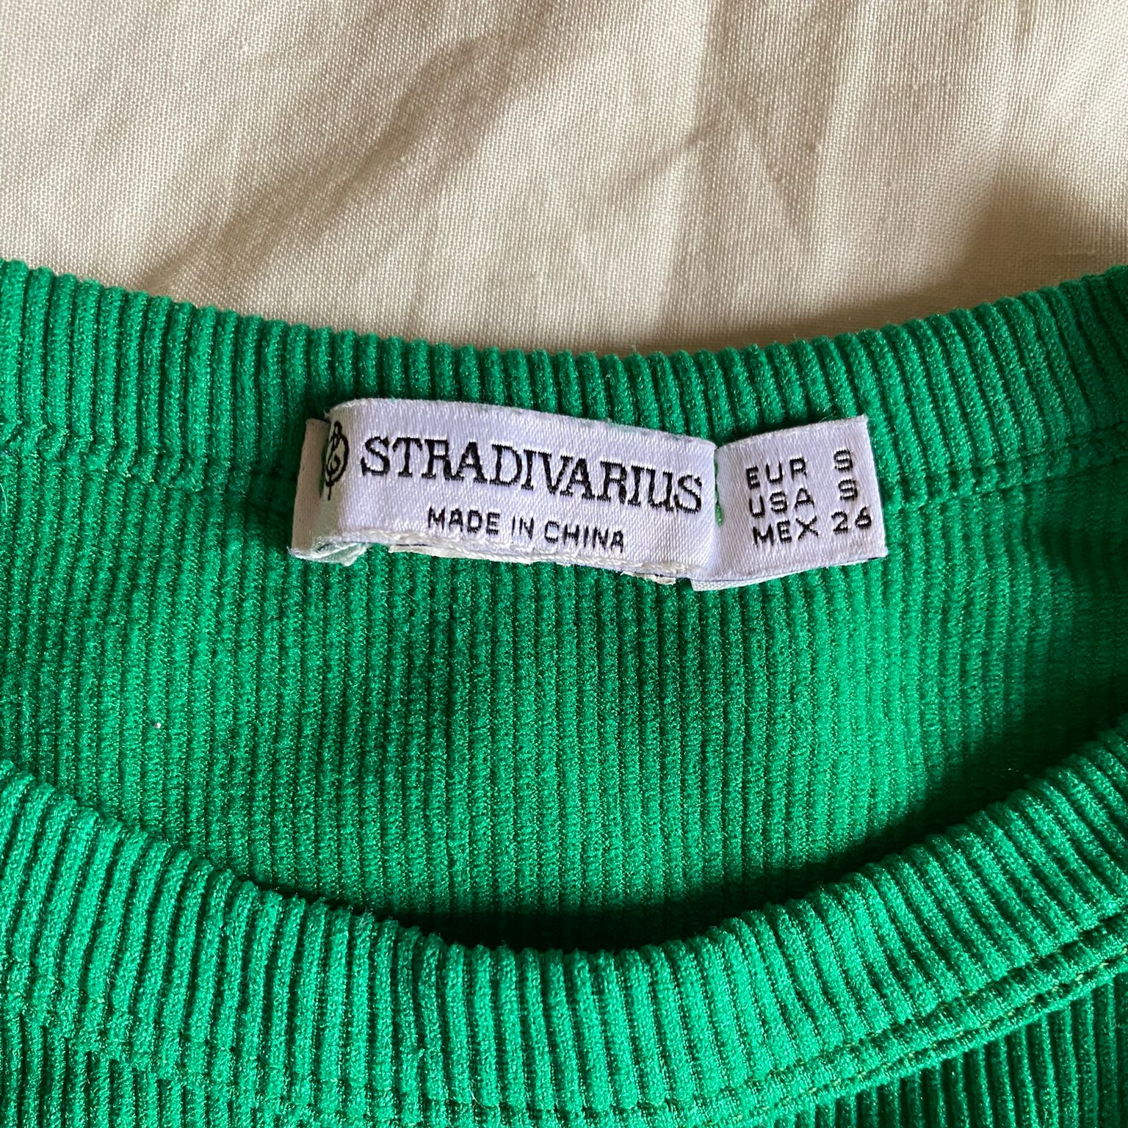 STRADIVARIUS
MADE IN CHINA
EUR S
USA S
MEX 26